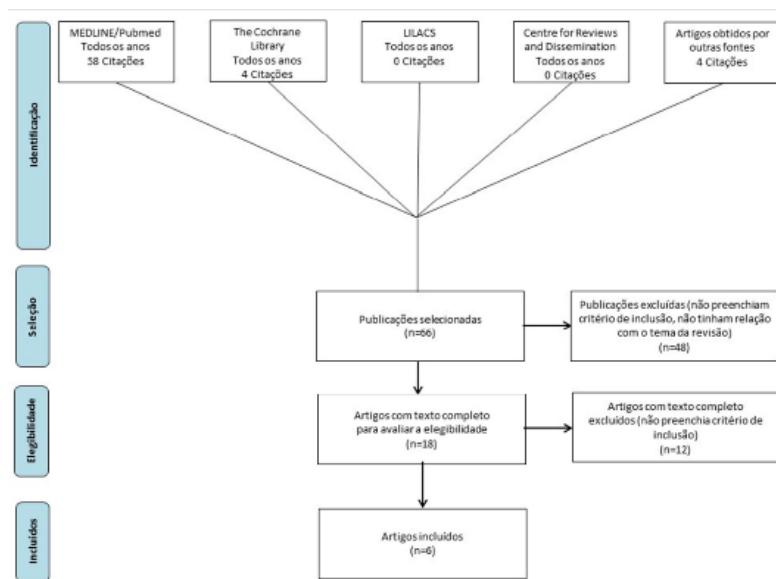 MEDLINE/Pubmed
Todos os anos
58 Citações
The Cochrane
Library
Todos os anos
4 Citações
LILACS
Todos os anos
0 Citações
Centre for Reviews
and Dissemination
Todos os anos
0 Citações
Artigos obtidos por
outras fontes
4 Citações
Identificação
Seleção
Publicações selecionadas
(n=66)
Publicações excluídas (não preenchiam
critério de inclusão, não tinham relação
com o tema da revisão)
(n=48)
Elegibilidade
Artigos com texto completo
para avaliar a elegibilidade
(n=18)
Artigos com texto completo
excluídos (não preenchia critério de
inclusão)
(n=12)
Incluídos
Artigos incluídos
(n=6)